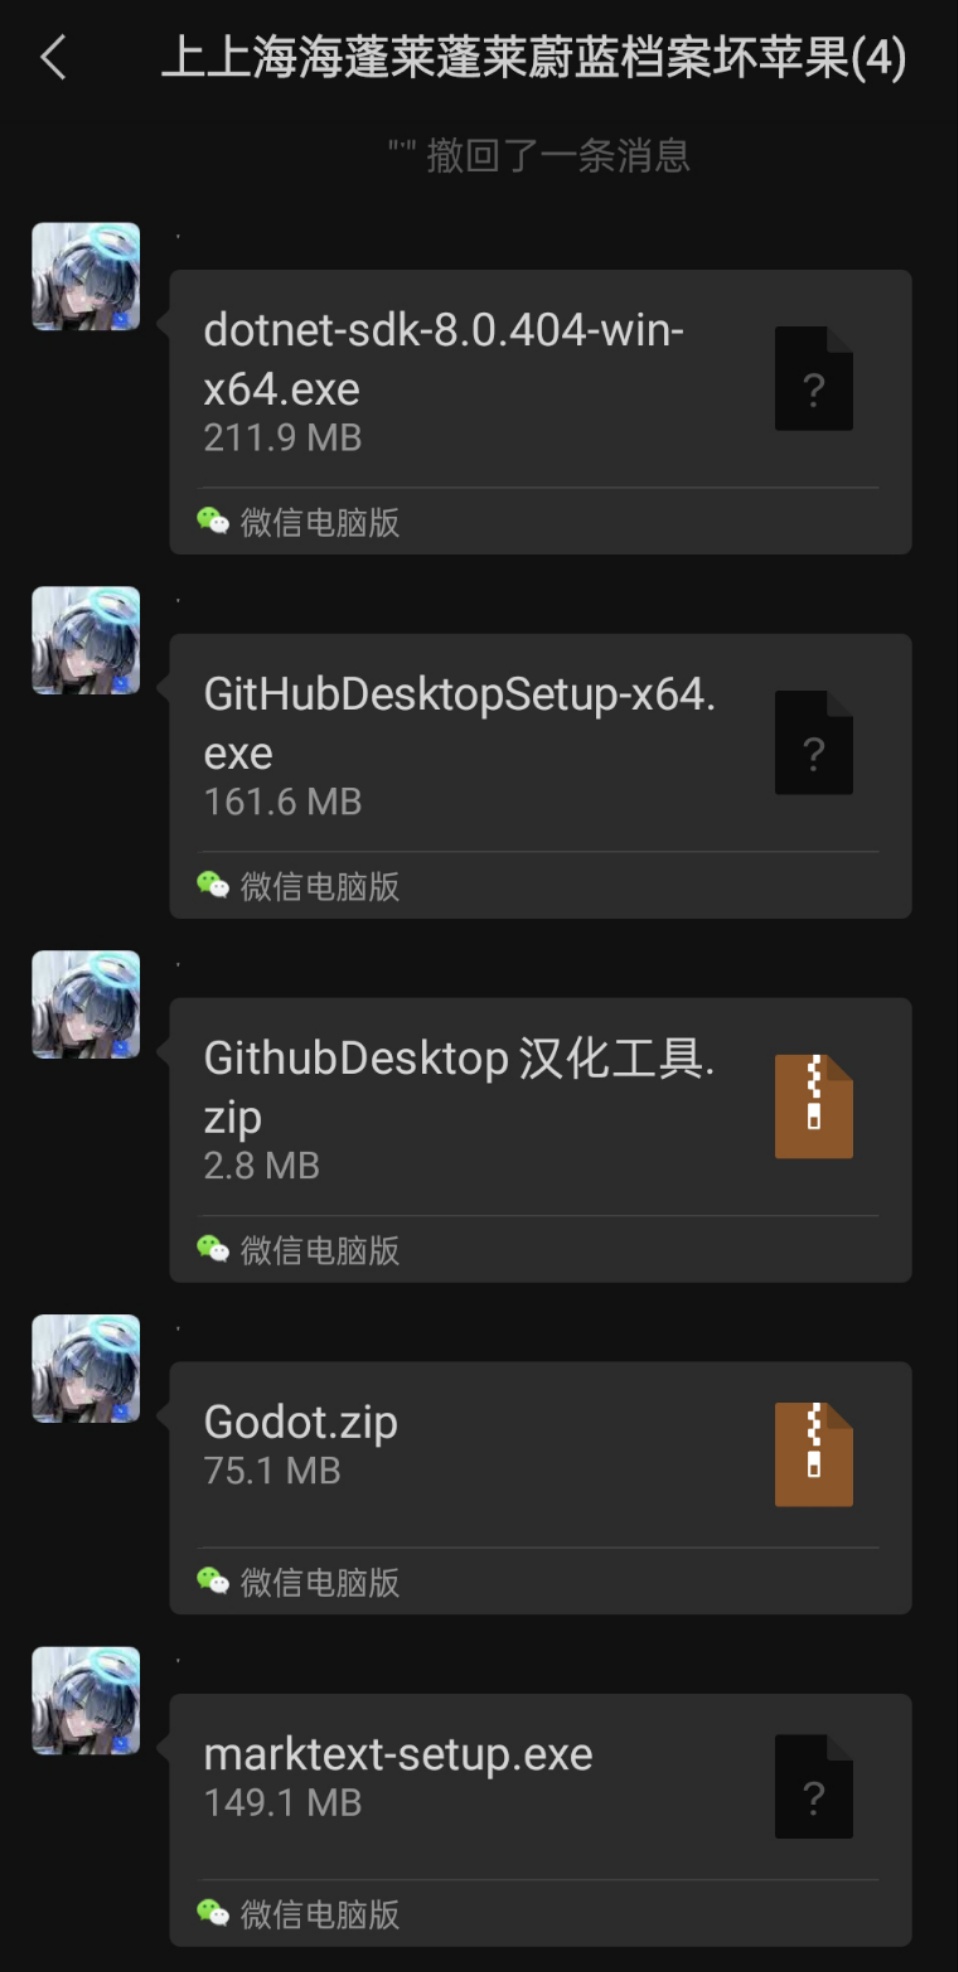 上上海海蓬莱蓬莱蔚蓝档案坏苹果(4)
"·" 撤回了一条消息
.
dotnet-sdk-8.0.404-win-
x64.exe
211.9 MB
微信电脑版
.
GitHubDesktopSetup-x64.
exe
161.6 MB
微信电脑版
.
GithubDesktop 汉化工具.
zip
2.8 MB
微信电脑版
.
Godot.zip
75.1 MB
微信电脑版
.
marktext-setup.exe
149.1 MB
微信电脑版